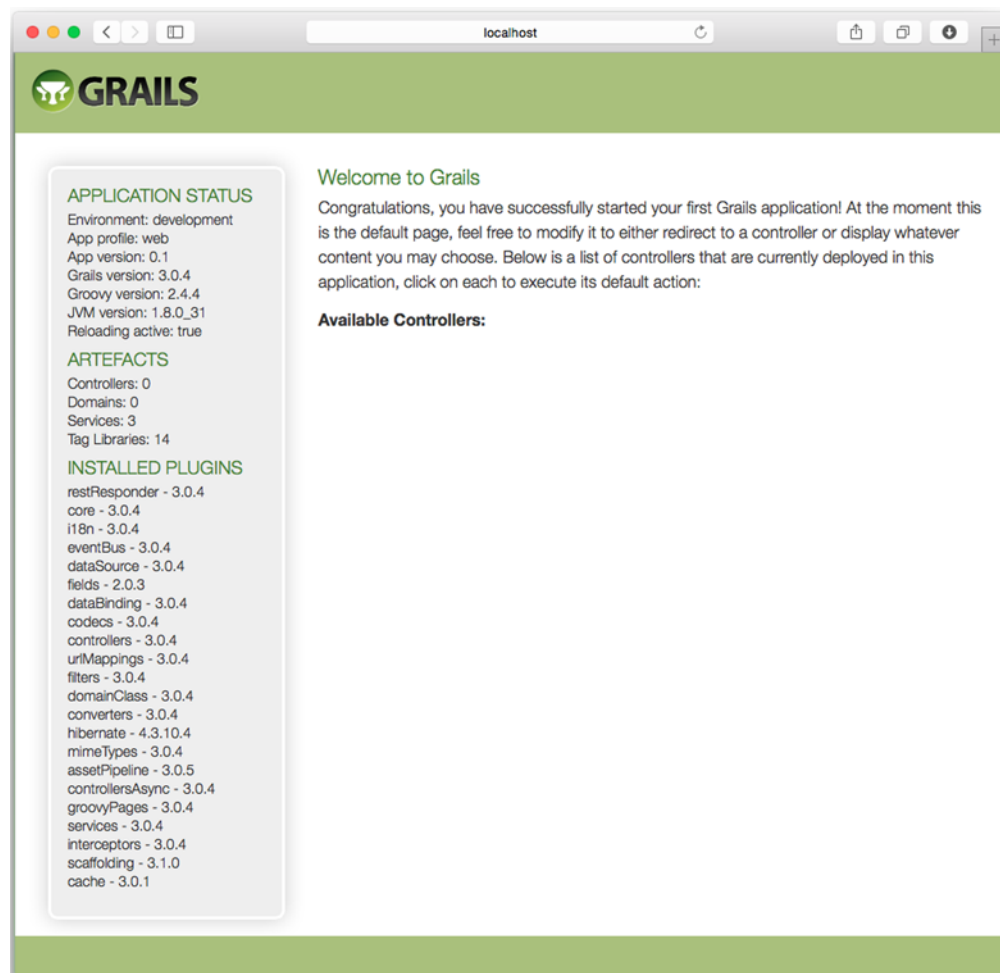 localhost
GRAILS
APPLICATION STATUS
Environment: development
App profile: web
App version: 0.1
Grails version: 3.0.4
Groovy version: 2.4.4
JVM version: 1.8.0_31
Reloading active: true
ARTEFACTS
Controllers: 0
Domains: 0
Services: 3
Tag Libraries: 14
INSTALLED PLUGINS
restResponder - 3.0.4
core - 3.0.4
i18n - 3.0.4
eventBus - 3.0.4
dataSource - 3.0.4
fields - 2.0.3
dataBinding - 3.0.4
codecs - 3.0.4
controllers - 3.0.4
urlMappings - 3.0.4
filters - 3.0.4
domainClass - 3.0.4
converters - 3.0.4
hibernate - 4.3.10.4
mimeTypes - 3.0.4
assetPipeline - 3.0.5
controllersAsync - 3.0.4
groovyPages - 3.0.4
services - 3.0.4
interceptors - 3.0.4
scaffolding - 3.1.0
cache - 3.0.1
Welcome to Grails
Congratulations, you have successfully started your first Grails application! At the moment this
is the default page, feel free to modify it to either redirect to a controller or display whatever
content you may choose. Below is a list of controllers that are currently deployed in this
application, click on each to execute its default action:
Available Controllers: